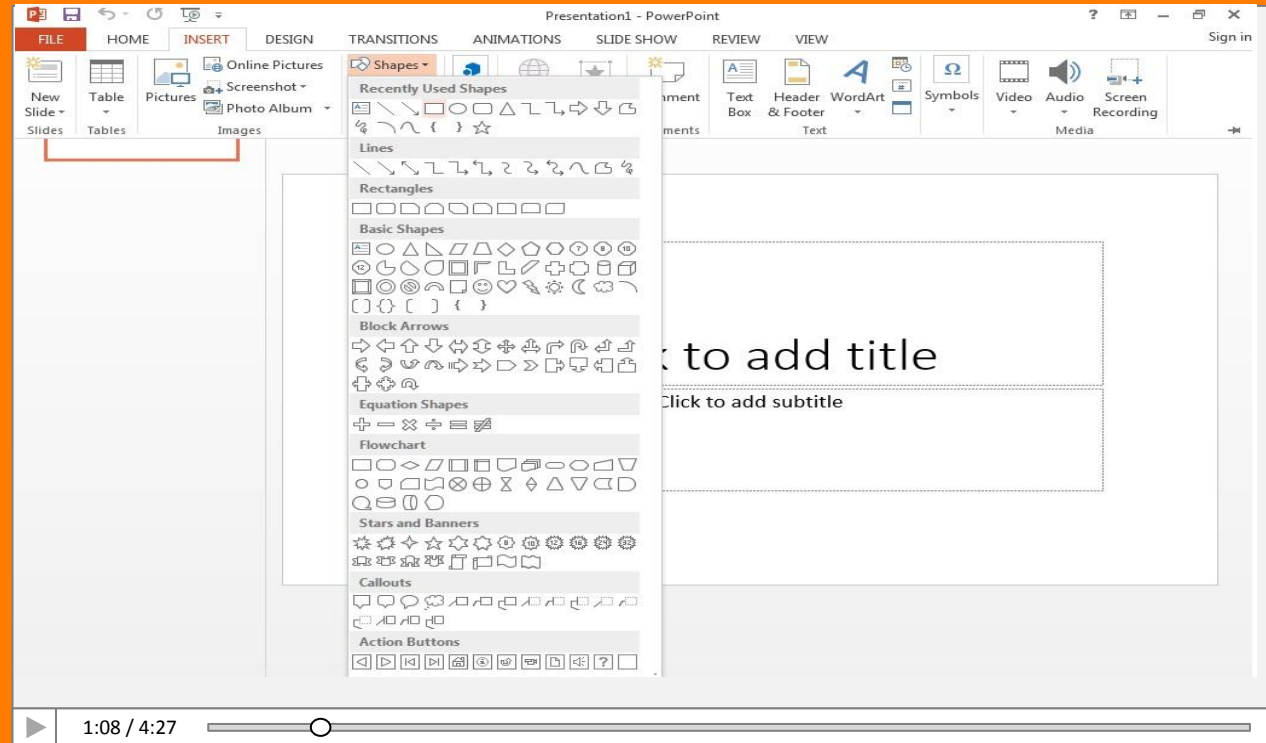 Presentation1 - PowerPoint
FILE HOME INSERT DESIGN TRANSITIONS ANIMATIONS SLIDE SHOW REVIEW VIEW Sign in
New Slide
Table
Pictures
Online Pictures
Screenshot
Photo Album
Shapes
Text Box
Header & Footer
WordArt
Symbols
Video
Audio
Screen Recording
Slides Tables Images ments Text Media
Recently Used Shapes
Lines
Rectangles
Basic Shapes
Block Arrows
to add title
Equation Shapes
Click to add subtitle
Flowchart
Stars and Banners
Callouts
Action Buttons
1:08 / 4:27